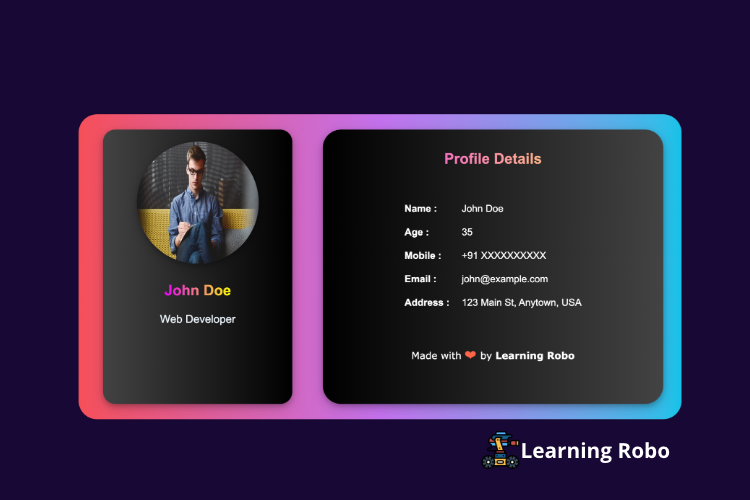 John Doe
Web Developer
Profile Details
Name : John Doe
Age : 35
Mobile : +91 XXXXXXXXXX
Email : john@example.com
Address : 123 Main St, Anytown, USA
Made with ❤ by Learning Robo
Learning Robo